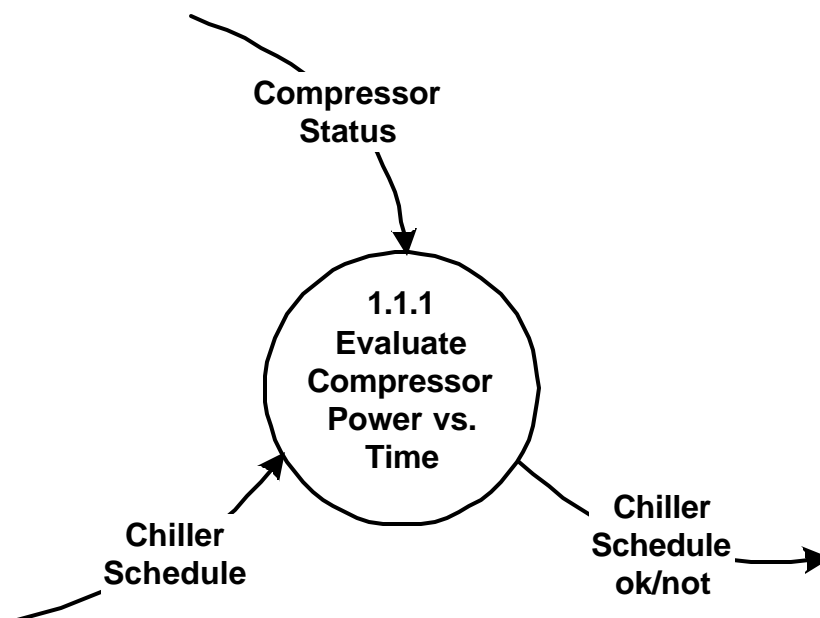 Compressor
Status
1.1.1
Evaluate
Compressor
Power vs.
Time
Chiller
Schedule
Chiller
Schedule
ok/not